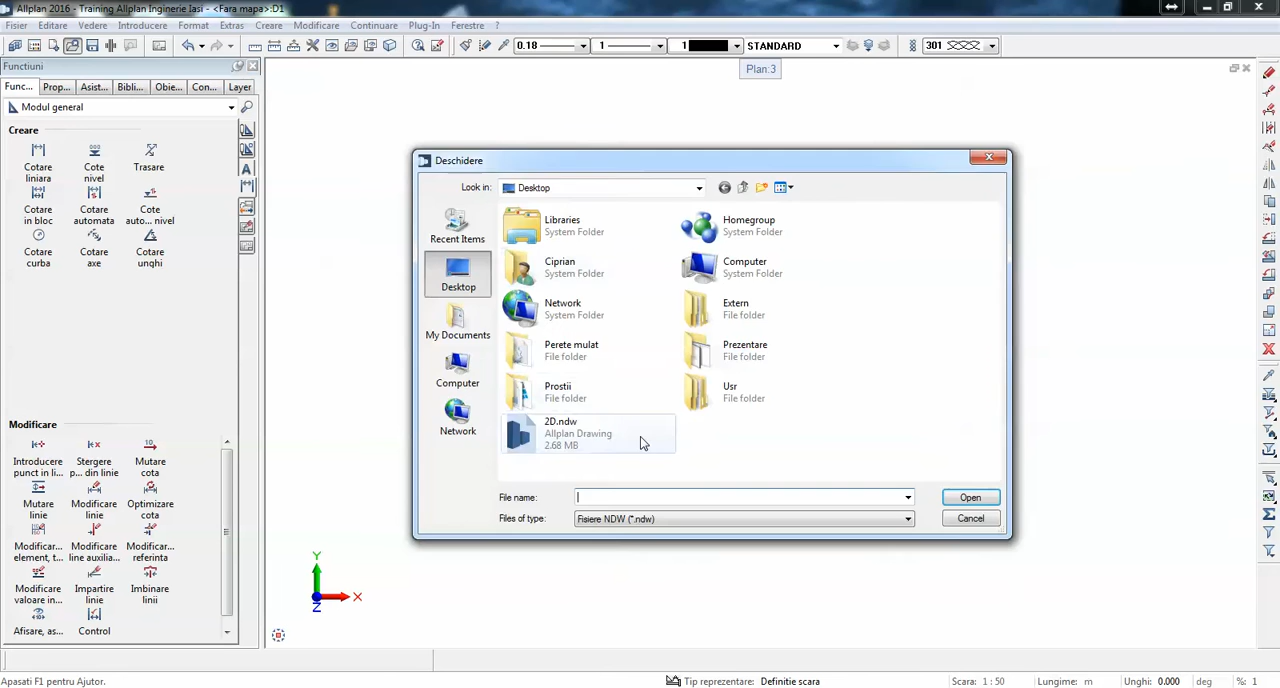 Allplan 2016 - Training Allplan Inginerie Iasi - <Fara mapa>:D1
Fisier Editare Vedere Introducere Format Extras Creare Modificare Continuare Plug-In Ferestre ?
0.18 1 1 STANDARD 301
Functiuni
Plan:3
Func... Prop... Asist... Bibli... Obie... Con... Layer
Modul general
Creare
Cotare liniara
Cote nivel
Trasare
Cotare in bloc
Cotare automata
Cote auto... nivel
Cotare curba
Cotare axe
Cotare unghi
Modificare
Introducere punct in li...
Stergere p... din linie
Mutare cota
10
Mutare linie
Modificare linie
Optimizare cota
Modificar... element, t...
Modificare line auxilia...
Modificar... referinta
Modificare valoare in...
Impartire linie
Imbinare linii
Afisare, as...
Control
Deschidere
Look in: Desktop
Recent Items
Desktop
My Documents
Computer
Network
Libraries
System Folder
Homegroup
System Folder
Ciprian
System Folder
Computer
System Folder
Network
System Folder
Extern
File folder
Perete mulat
File folder
Prezentare
File folder
Prostii
File folder
Usr
File folder
2D.ndw
Allplan Drawing
2.68 MB
File name: Open
Files of type: Fisiere NDW (*.ndw) Cancel
Y
X
Z
Apasati F1 pentru Ajutor. Tip reprezentare: Definitie scara Scara: 1 : 50 Lungime: m Unghi: 0.000 deg %: 1